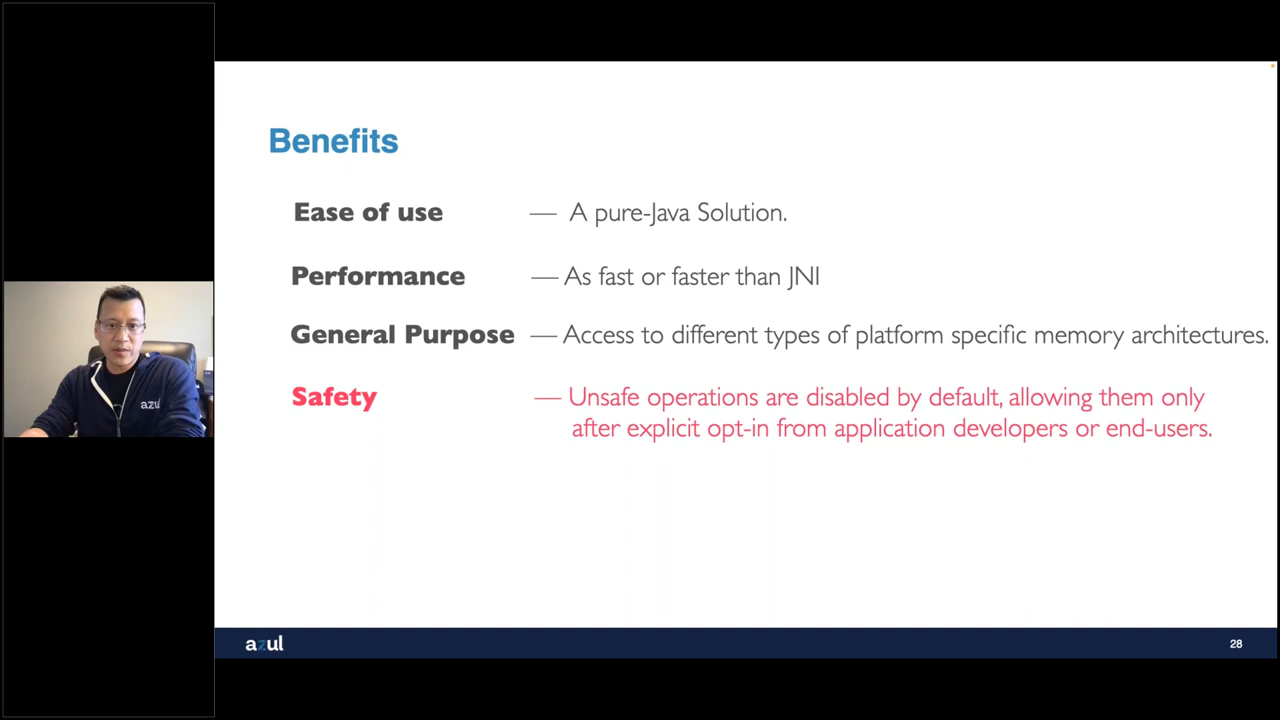 Benefits
Ease of use — A pure-Java Solution.
Performance — As fast or faster than JNI
General Purpose — Access to different types of platform specific memory architectures.
Safety — Unsafe operations are disabled by default, allowing them only
after explicit opt-in from application developers or end-users.
azul
azul 28